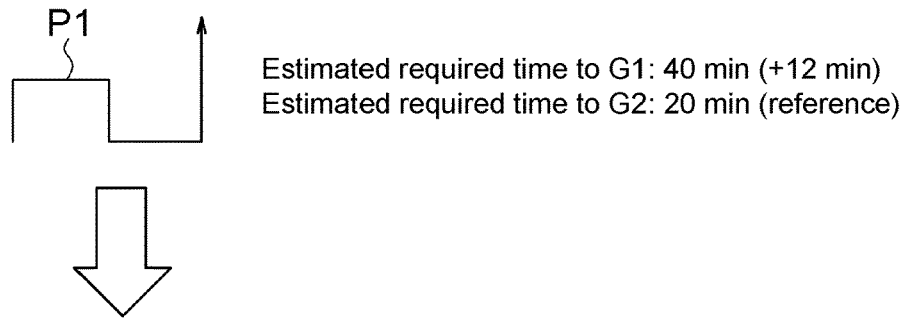 P1
Estimated required time to G1: 40 min (+12 min)
Estimated required time to G2: 20 min (reference)